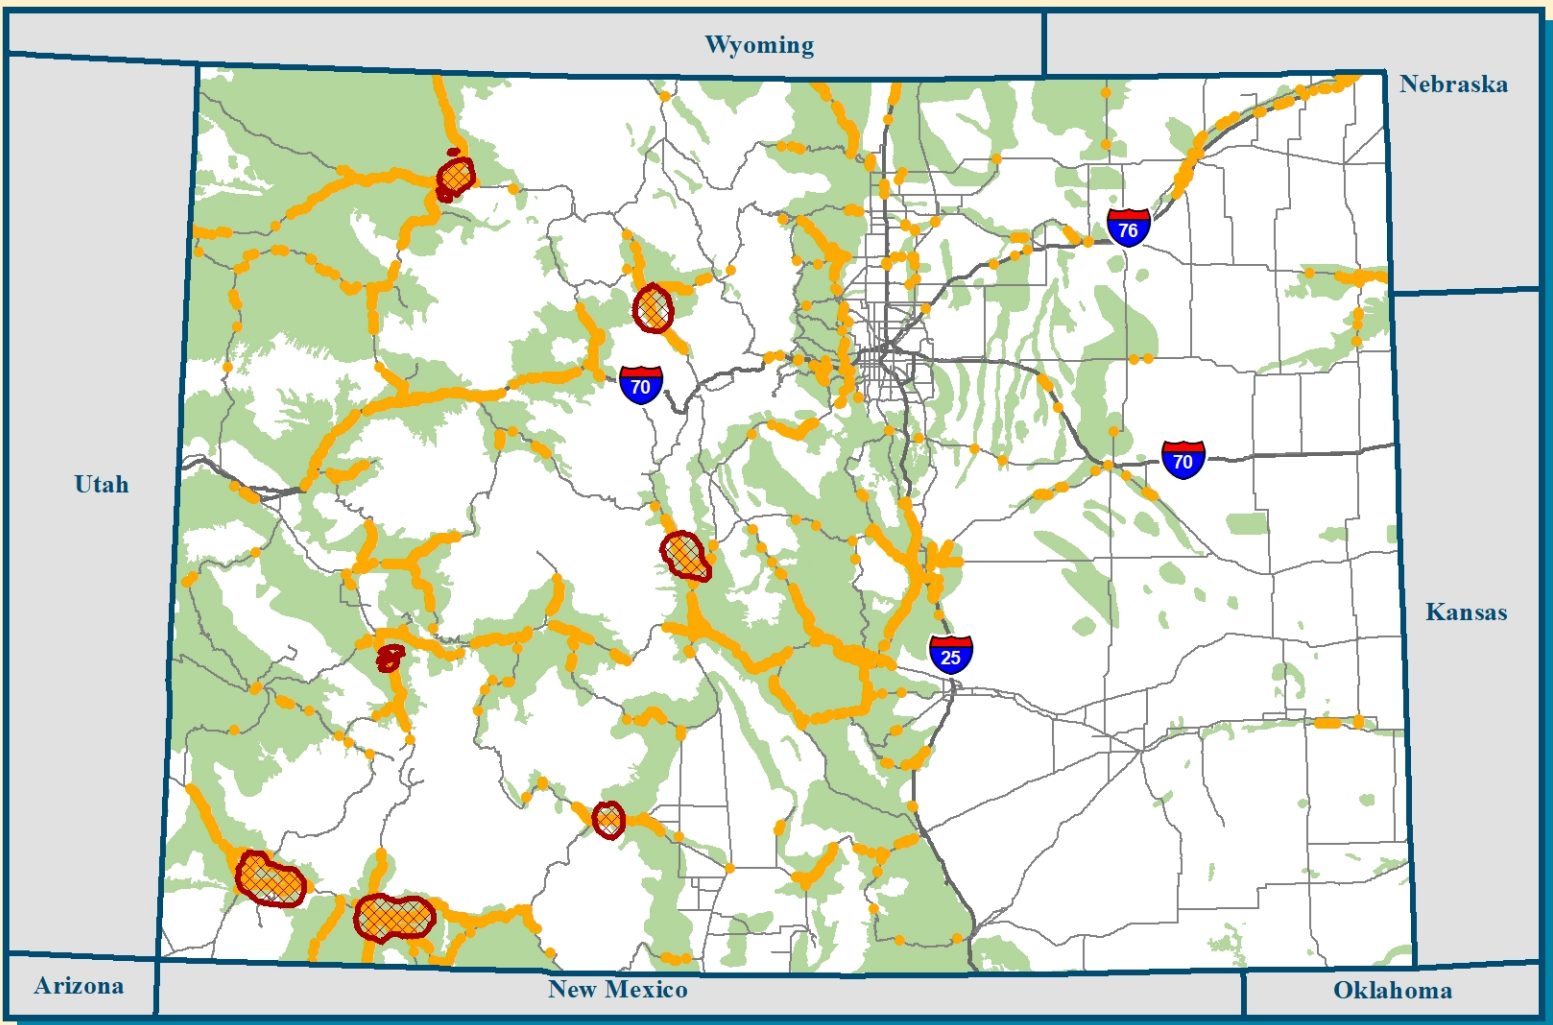 Wyoming
Nebraska
76
70
70
Utah
Kansas
25
Arizona
New Mexico
Oklahoma